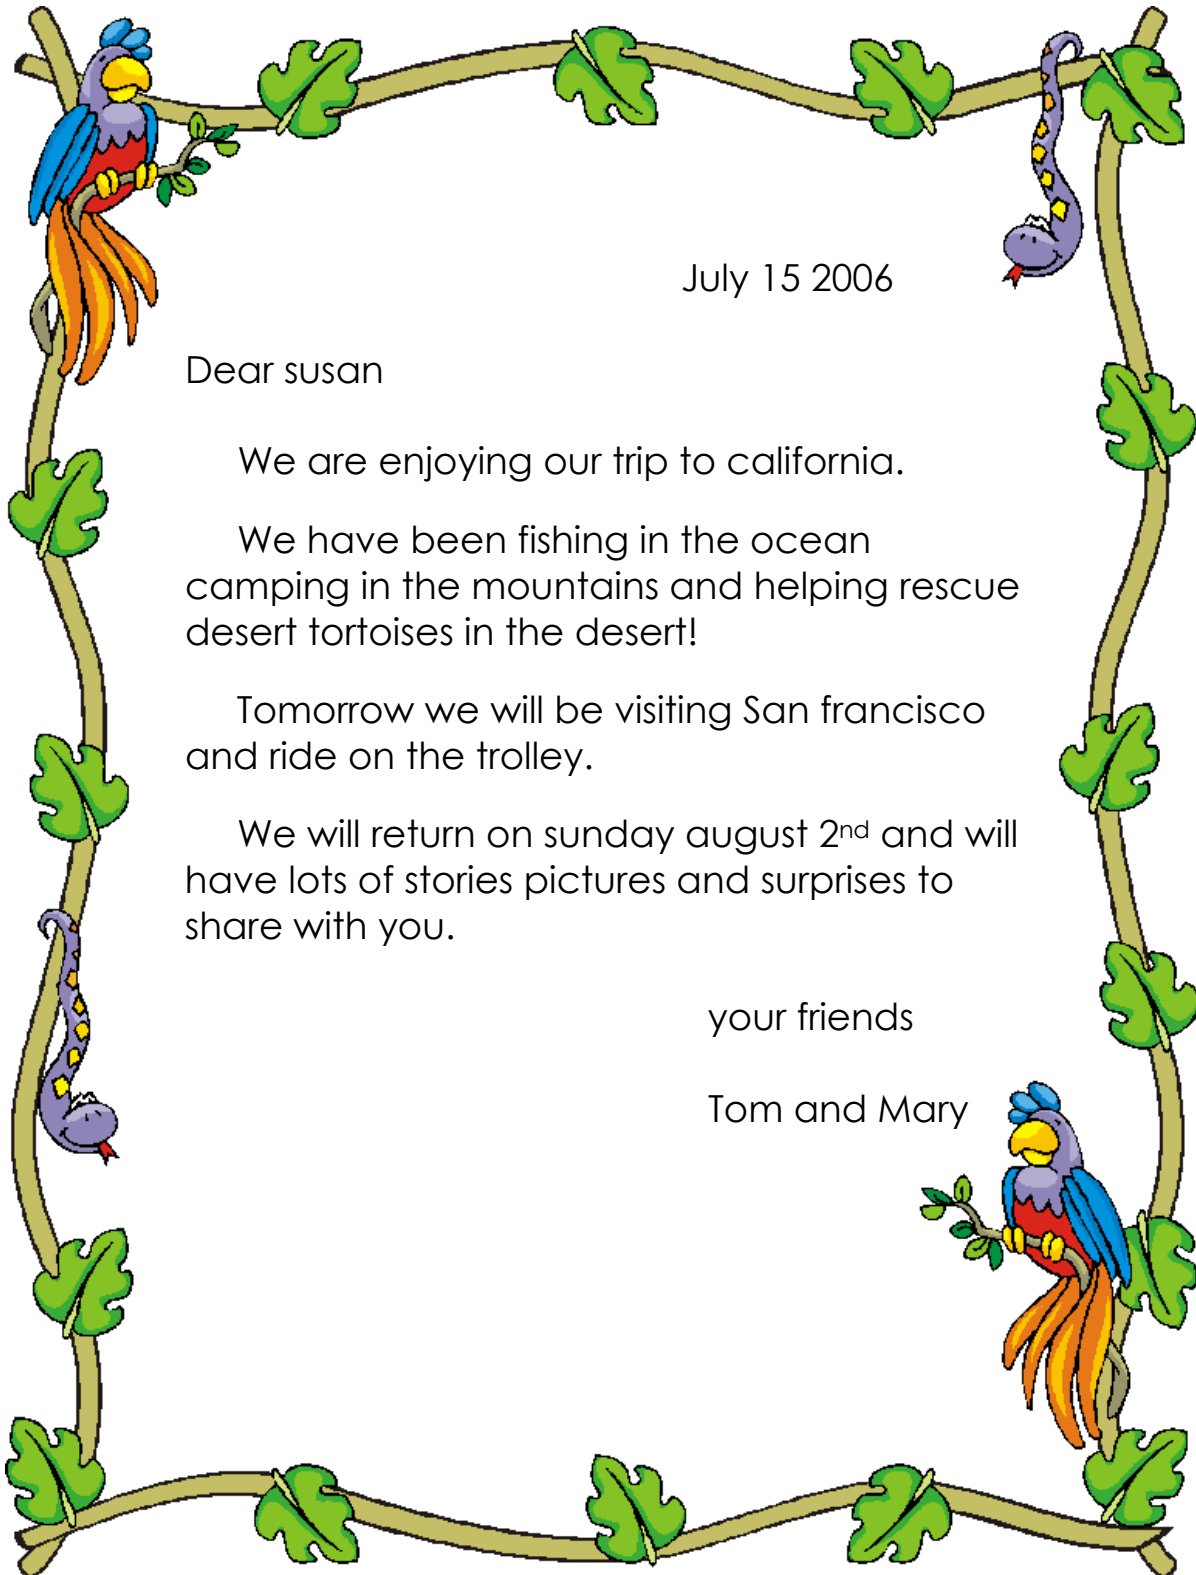 July 15 2006
Dear susan
We are enjoying our trip to california.
We have been fishing in the ocean
camping in the mountains and helping rescue
desert tortoises in the desert!
Tomorrow we will be visiting San francisco
and ride on the trolley.
We will return on sunday august 2nd and will
have lots of stories pictures and surprises to
share with you.
your friends
Tom and Mary